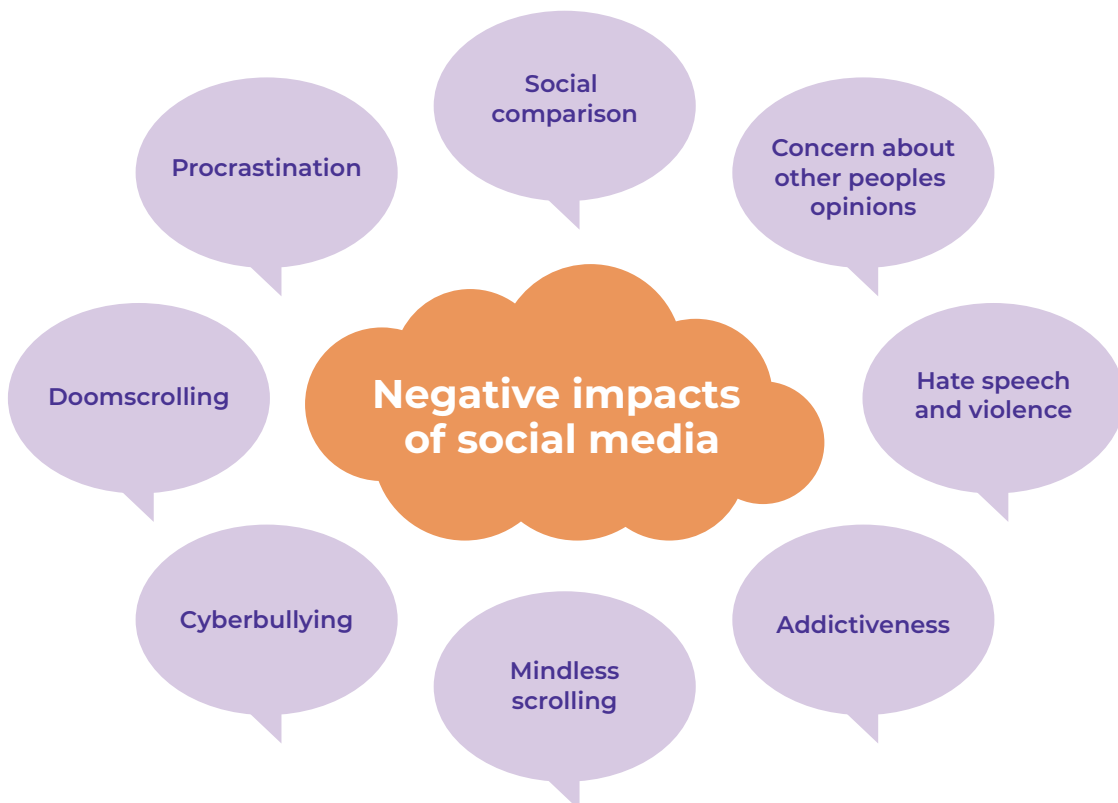 Social
comparison
Procrastination
Concern about
other peoples
opinions
Doomscrolling
Negative impacts
of social media
Hate speech
and violence
Cyberbullying
Addictiveness
Mindless
scrolling